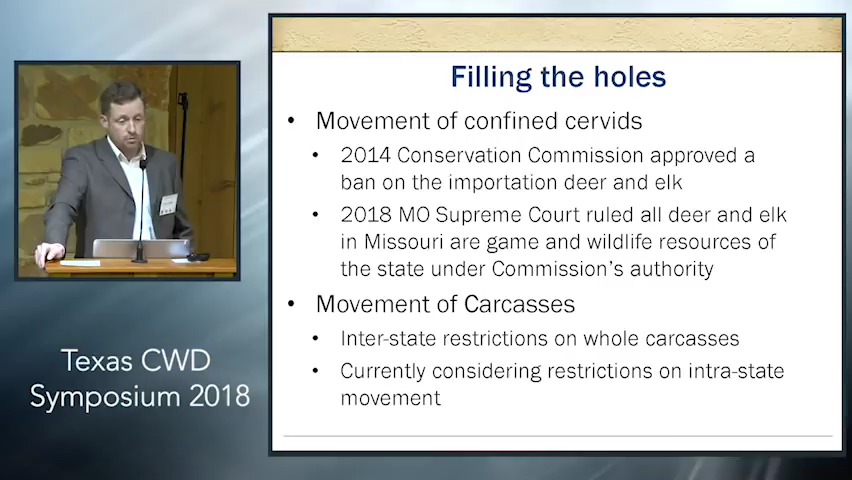 Filling the holes
• Movement of confined cervids
• 2014 Conservation Commission approved a
ban on the importation deer and elk
• 2018 MO Supreme Court ruled all deer and elk
in Missouri are game and wildlife resources of
the state under Commission's authority
• Movement of Carcasses
• Inter-state restrictions on whole carcasses
• Currently considering restrictions on intra-state
movement
Texas CWD
Symposium 2018